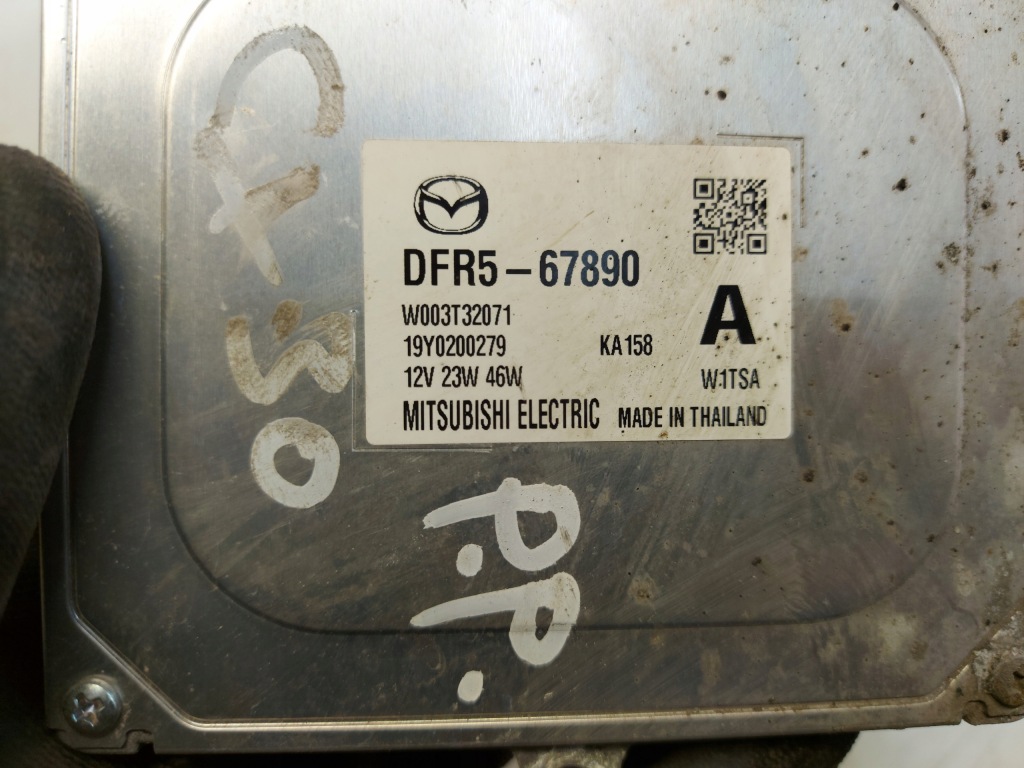 DFR5-67890
W003T32071
19Y0200279 KA158
A
12V 23W 46W W1TSA
MITSUBISHI ELECTRIC MADE IN THAILAND
CX30
P.P.